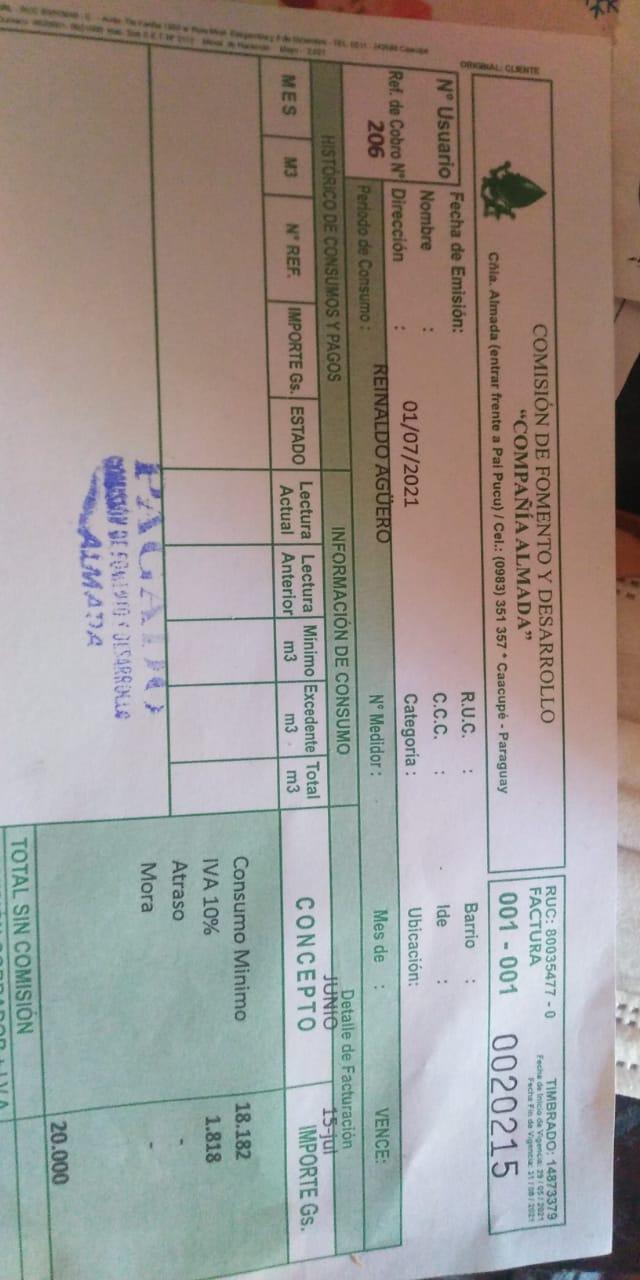 ORIGINAL: CLIENTE
COMISIÓN DE FOMENTO Y DESARROLLO
“COMPAÑÍA ALMADA”
Cñia. Almada (entrar frente a Pai Pucu) / Cel.: (0983) 351 357 * Caacupé - Paraguay
RUC: 80035477 - 0
FACTURA
001 - 001 0020215
TIMBRADO: 14873379
Fecha de Inicio de Vigencia: 29 / 05 / 2021
Fecha Fin de Vigencia: 31 / 08 / 2021
N° Usuario
Ref. de Cobro N°
206
Fecha de Emisión: 01/07/2021
Nombre :
Dirección : REINALDO AGÜERO
Periodo de Consumo :
R.U.C. :
C.C.C. :
Categoria :
N° Medidor :
Barrio :
Ide :
Ubicación:
Mes de : JUNIO
VENCE: 15-jul
HISTÓRICO DE CONSUMOS Y PAGOS
MES M3 N° REF. IMPORTE Gs. ESTADO
INFORMACIÓN DE CONSUMO
Lectura Actual Lectura Anterior Mínimo m3 Excedente m3 Total m3
Detalle de Facturación
CONCEPTO IMPORTE Gs.
Consumo Minimo 18.182
IVA 10% 1.818
Atraso -
Mora -
20.000
TOTAL SIN COMISIÓN
PAGADO
COMISIÓN DE FOMENTO Y DESARROLLO
ALMADA